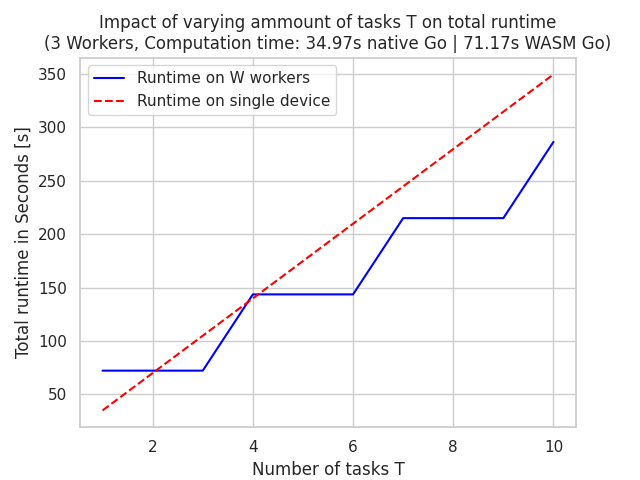 Impact of varying ammount of tasks T on total runtime
(3 Workers, Computation time: 34.97s native Go | 71.17s WASM Go)
Runtime on W workers
Runtime on single device
Total runtime in Seconds [s]
350
300
250
200
150
100
50
2 4 6 8 10
Number of tasks T